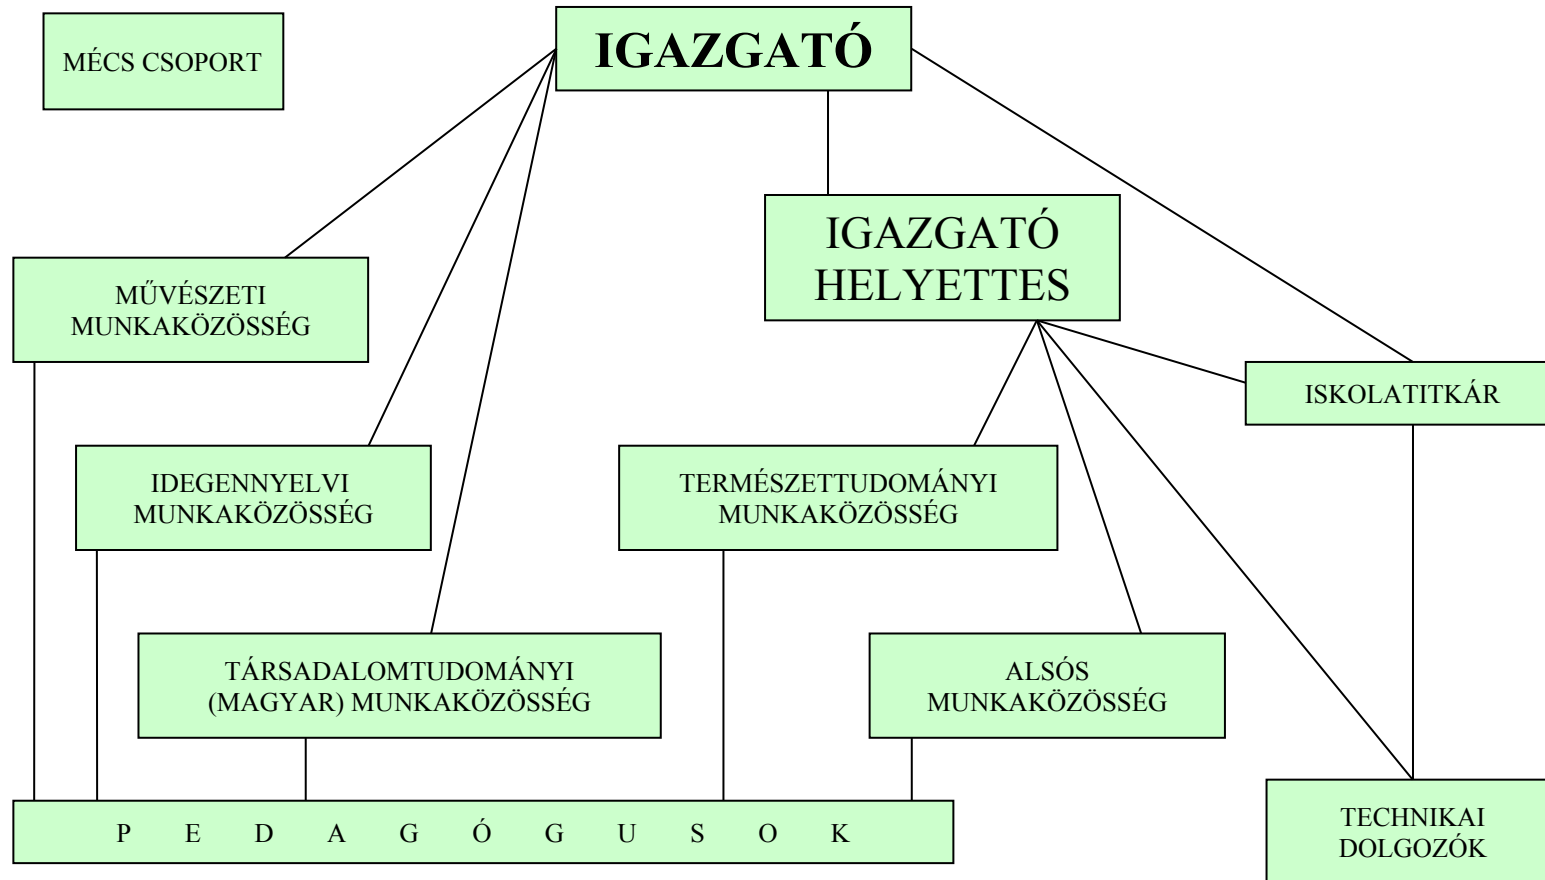 MÉCS CSOPORT
IGAZGATÓ
IGAZGATÓ
HELYETTES
MŰVÉSZETI
MUNKAKÖZÖSSÉG
ISKOLATITKÁR
IDEGENNYELVI
MUNKAKÖZÖSSÉG
TERMÉSZETTUDOMÁNYI
MUNKAKÖZÖSSÉG
TÁRSADALOMTUDOMÁNYI
(MAGYAR) MUNKAKÖZÖSSÉG
ALSÓS
MUNKAKÖZÖSSÉG
P E D A G Ó G U S O K
TECHNIKAI
DOLGOZÓK